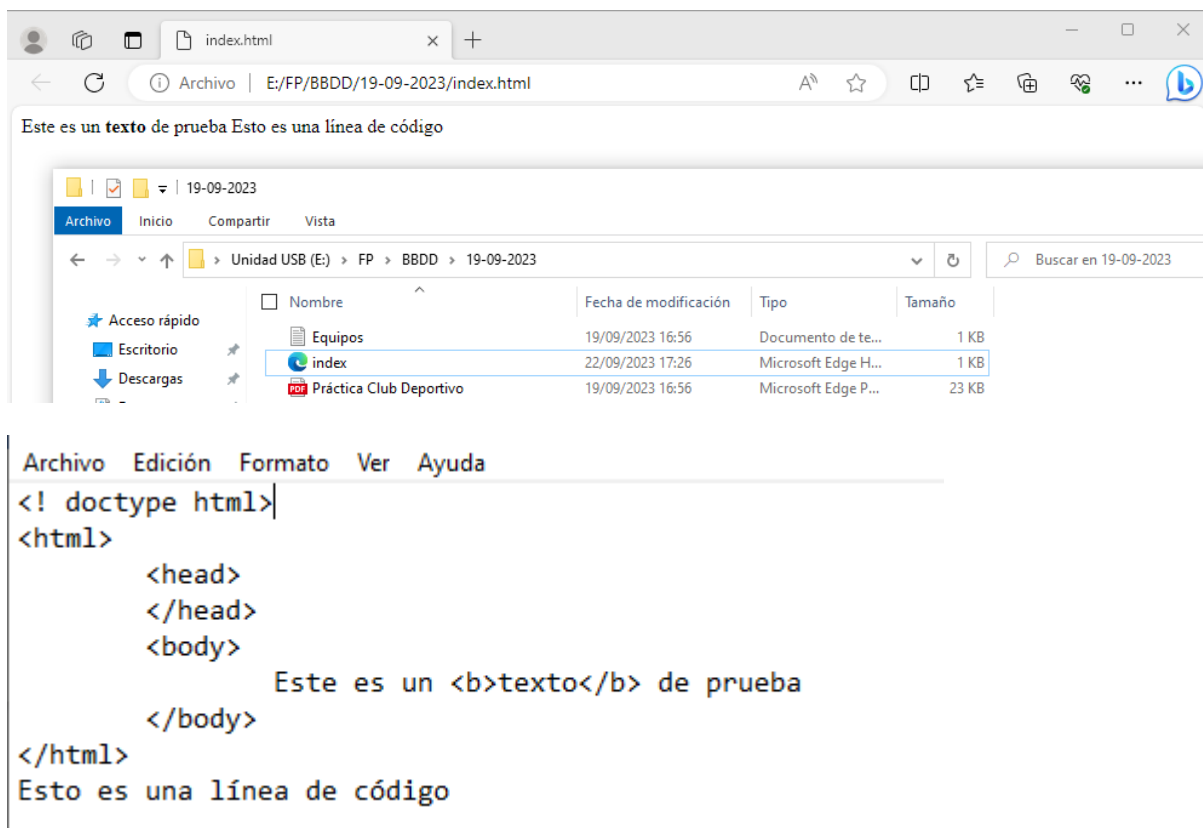 index.html
Archivo E:/FP/BBDD/19-09-2023/index.html
Este es un texto de prueba Esto es una línea de código
19-09-2023
Archivo Inicio Compartir Vista
Unidad USB (E:) > FP > BBDD > 19-09-2023 Buscar en 19-09-2023
Nombre Fecha de modificación Tipo Tamaño
Acceso rápido
Equipos 19/09/2023 16:56 Documento de te... 1 KB
Escritorio
index 22/09/2023 17:26 Microsoft Edge H... 1 KB
Descargas
PDF Práctica Club Deportivo 19/09/2023 16:56 Microsoft Edge P... 23 KB
Archivo Edición Formato Ver Ayuda
<! doctype html>
<html>
<head>
</head>
<body>
Este es un <b>texto</b> de prueba
</body>
</html>
Esto es una línea de código